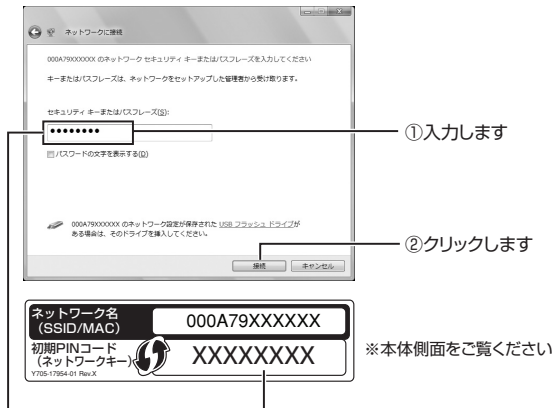 ネットワークに接続
000A79XXXXXX のネットワーク セキュリティ キーまたはパスフレーズを入力してください
キーまたはパスフレーズは、ネットワークをセットアップした管理者から受け取ります。
セキュリティ キーまたはパスフレーズ(S):
●●●●●●●●
①入力します
パスワードの文字を表示する(D)
000A79XXXXXX のネットワーク設定が保存された USB フラッシュ ドライブが
ある場合は、そのドライブを挿入してください。
②クリックします
接続 キャンセル
ネットワーク名
(SSID/MAC)
000A79XXXXXX
初期PINコード
(ネットワークキー)
XXXXXXXX
Y705-17954-01 Rev.X
※本体側面をご覧ください